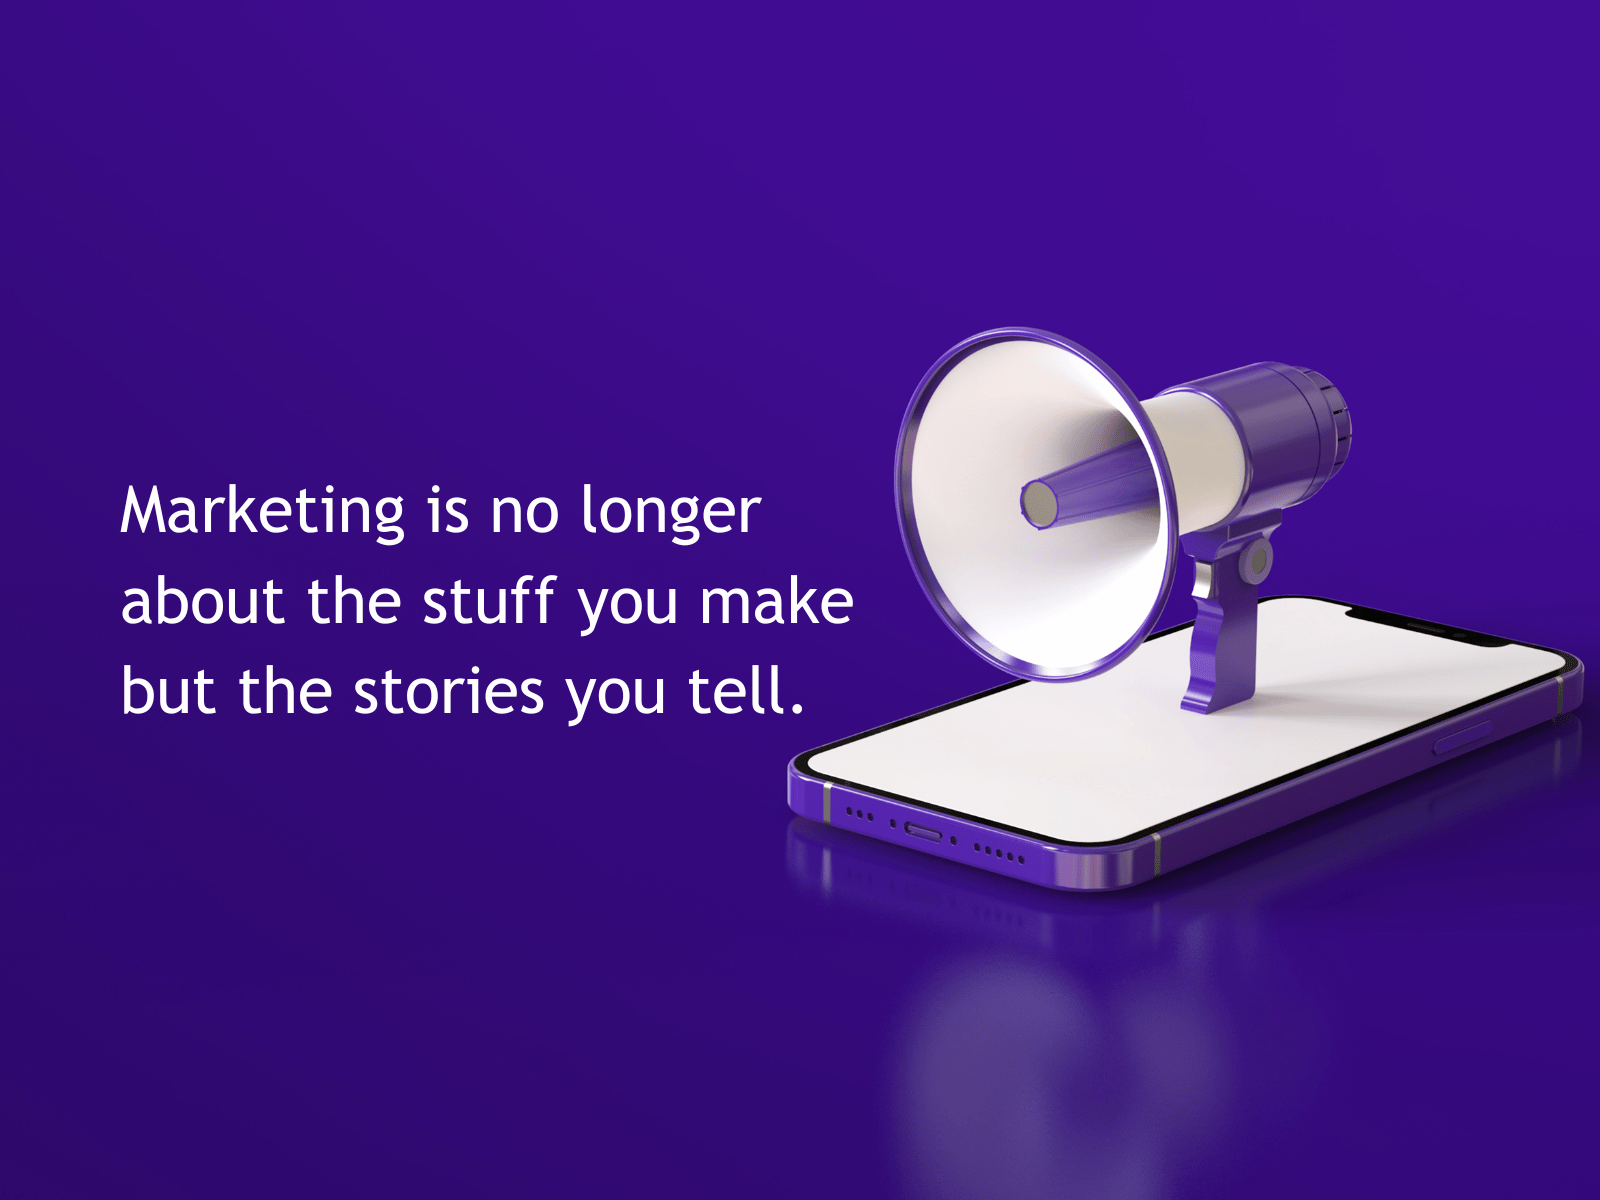 Marketing is no longer
about the stuff you make
but the stories you tell.